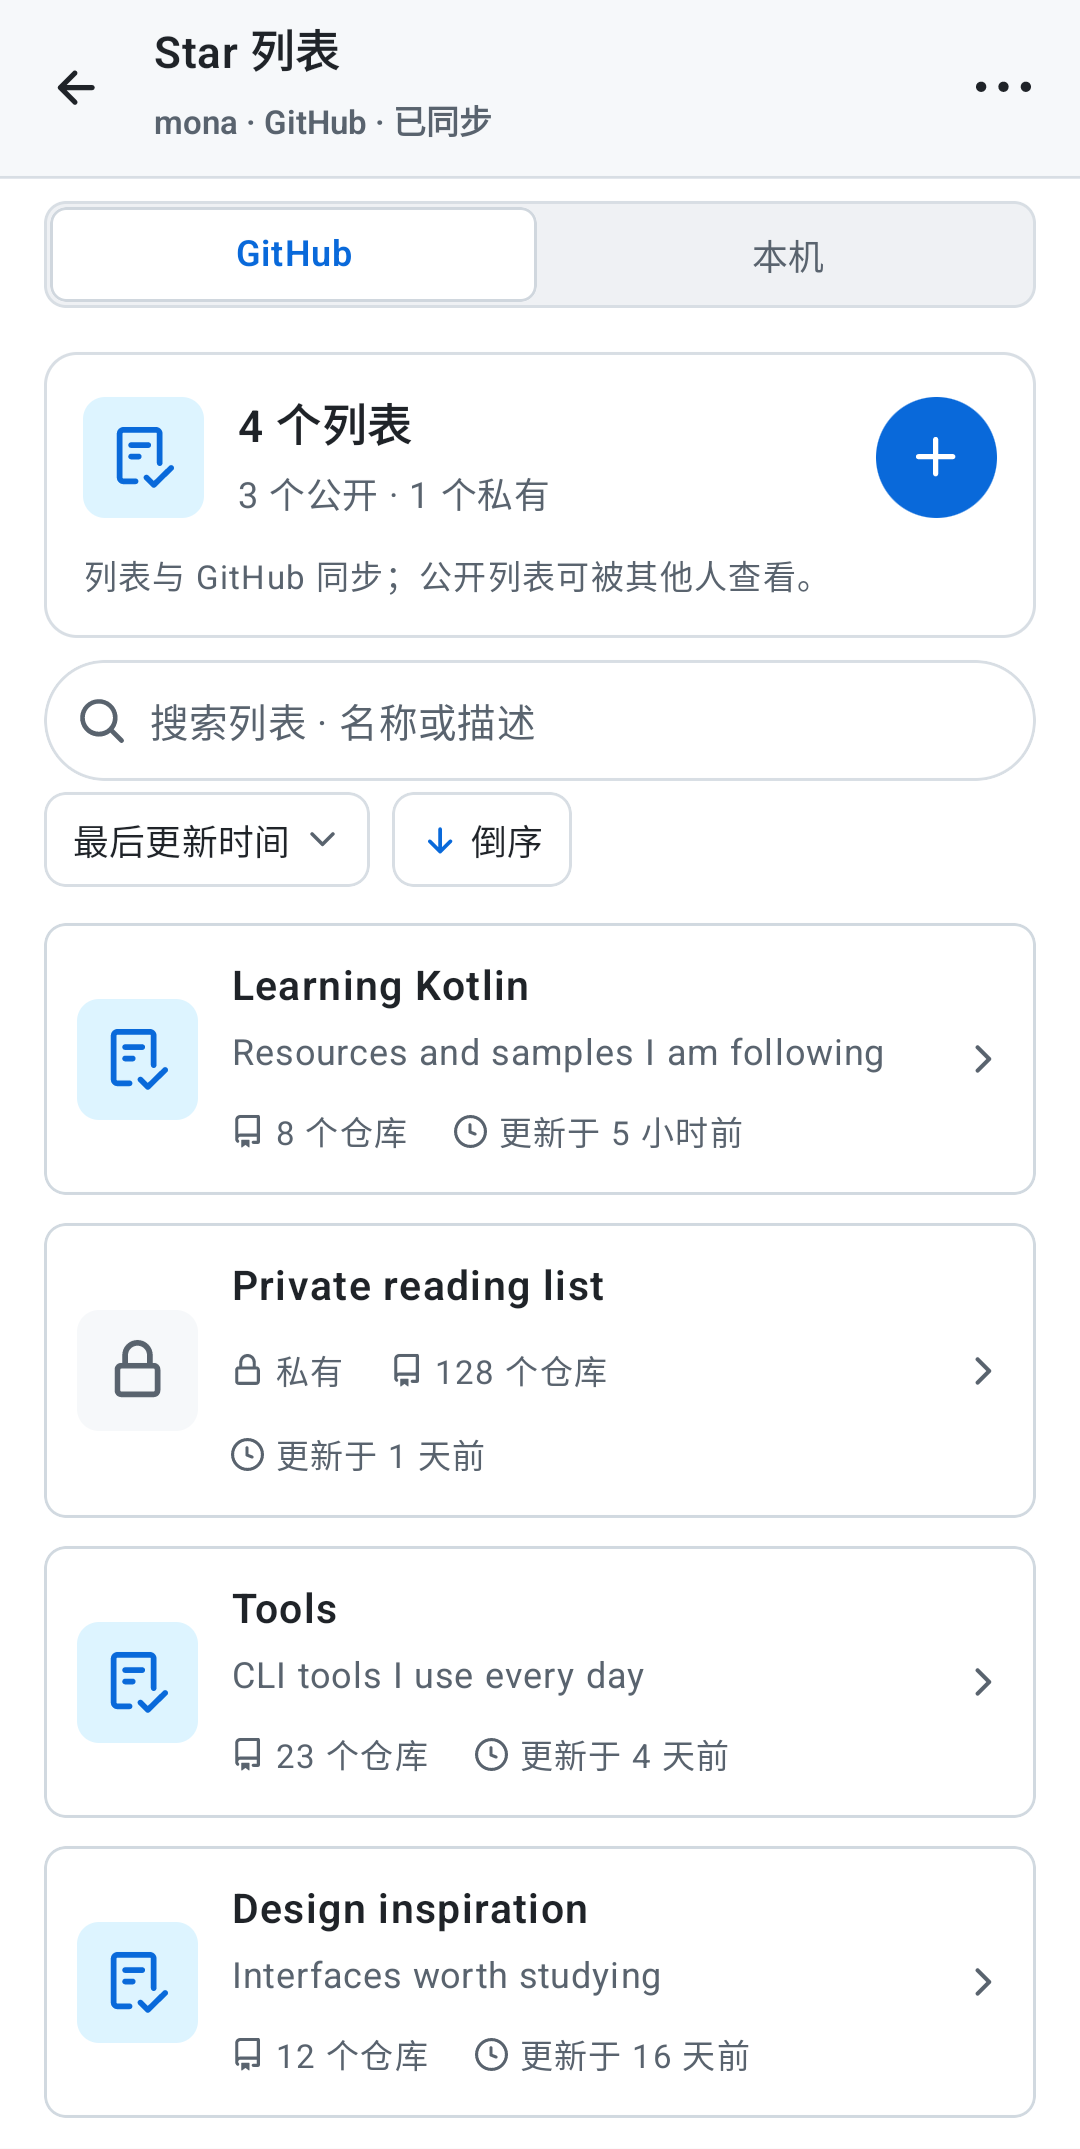 Star 列表
mona · GitHub · 已同步
GitHub
本机
4 个列表
3 个公开 · 1 个私有
列表与 GitHub 同步；公开列表可被其他人查看。
搜索列表 · 名称或描述
最后更新时间
倒序
Learning Kotlin
Resources and samples I am following
8 个仓库 更新于 5 小时前
Private reading list
私有 128 个仓库
更新于 1 天前
Tools
CLI tools I use every day
23 个仓库 更新于 4 天前
Design inspiration
Interfaces worth studying
12 个仓库 更新于 16 天前